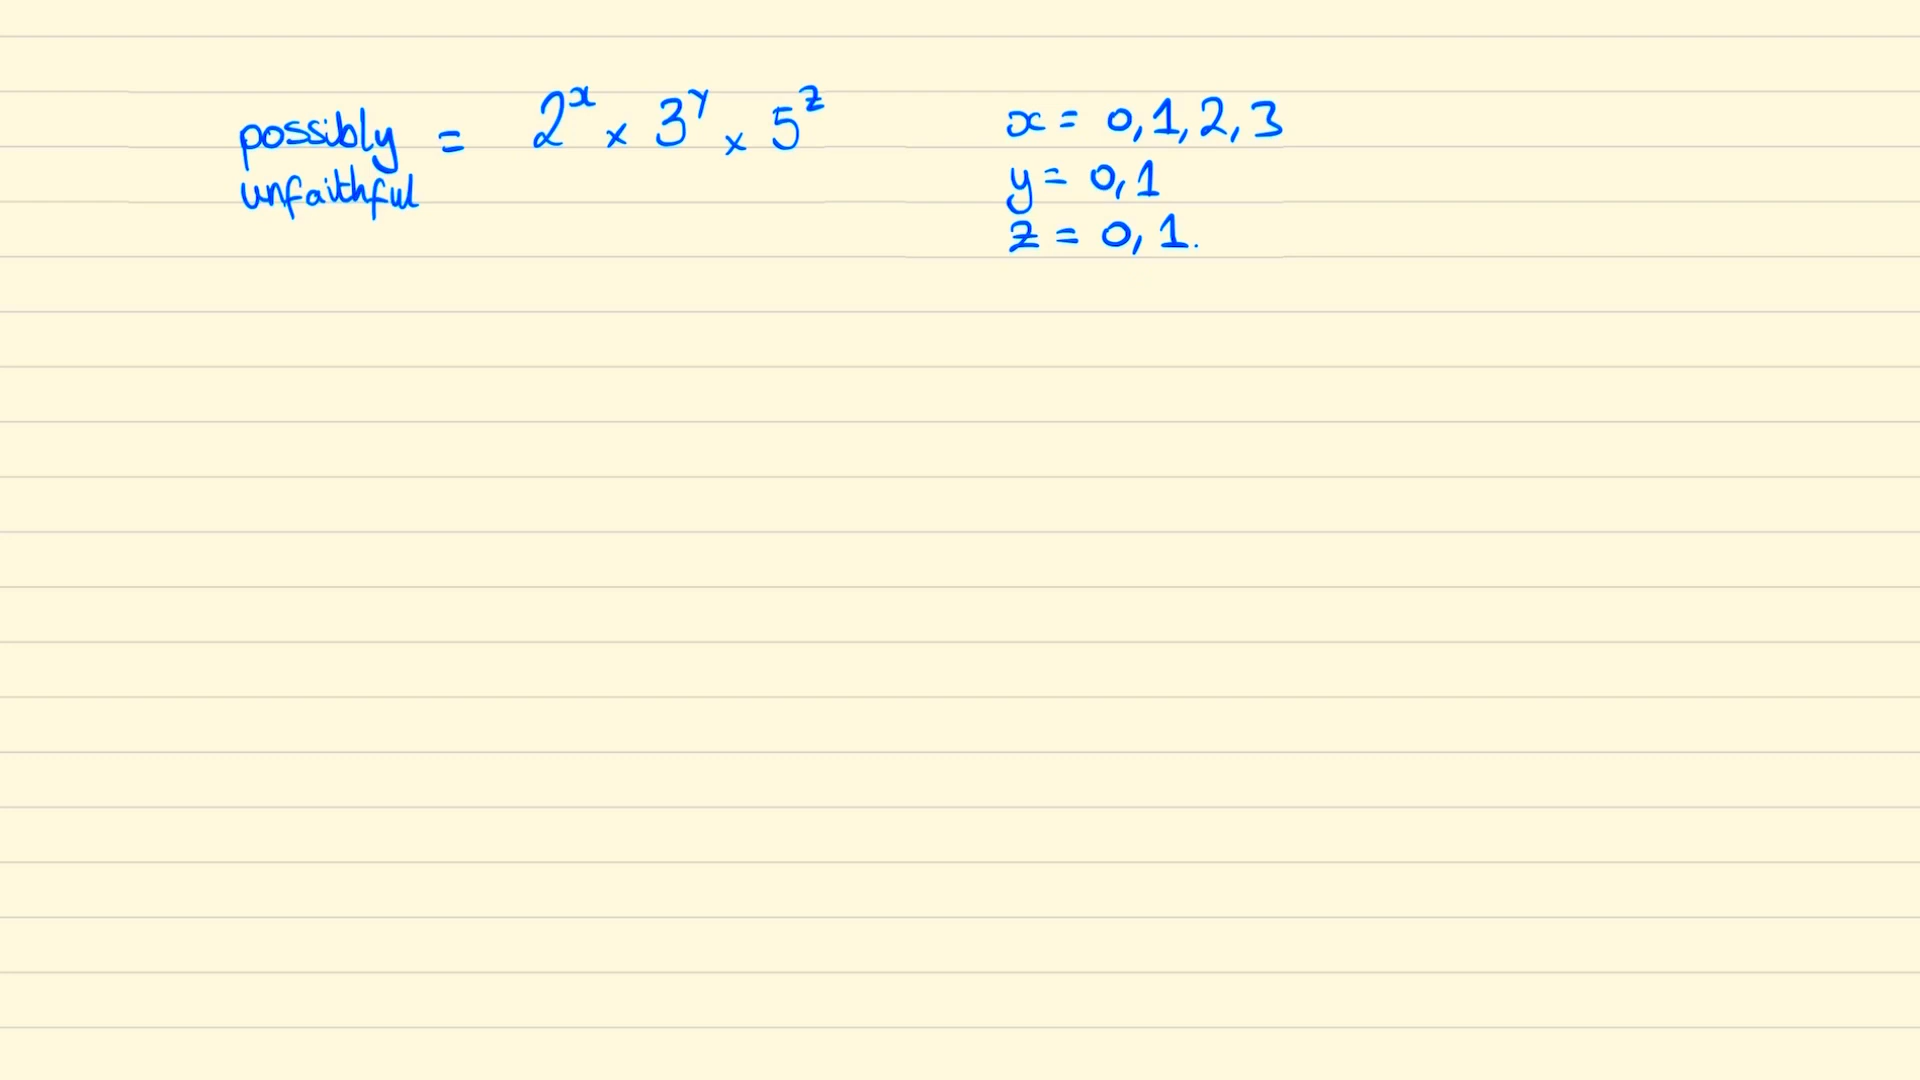 possibly = 2^x × 3^y × 5^z
unfaithful
x = 0, 1, 2, 3
y = 0, 1
z = 0, 1.